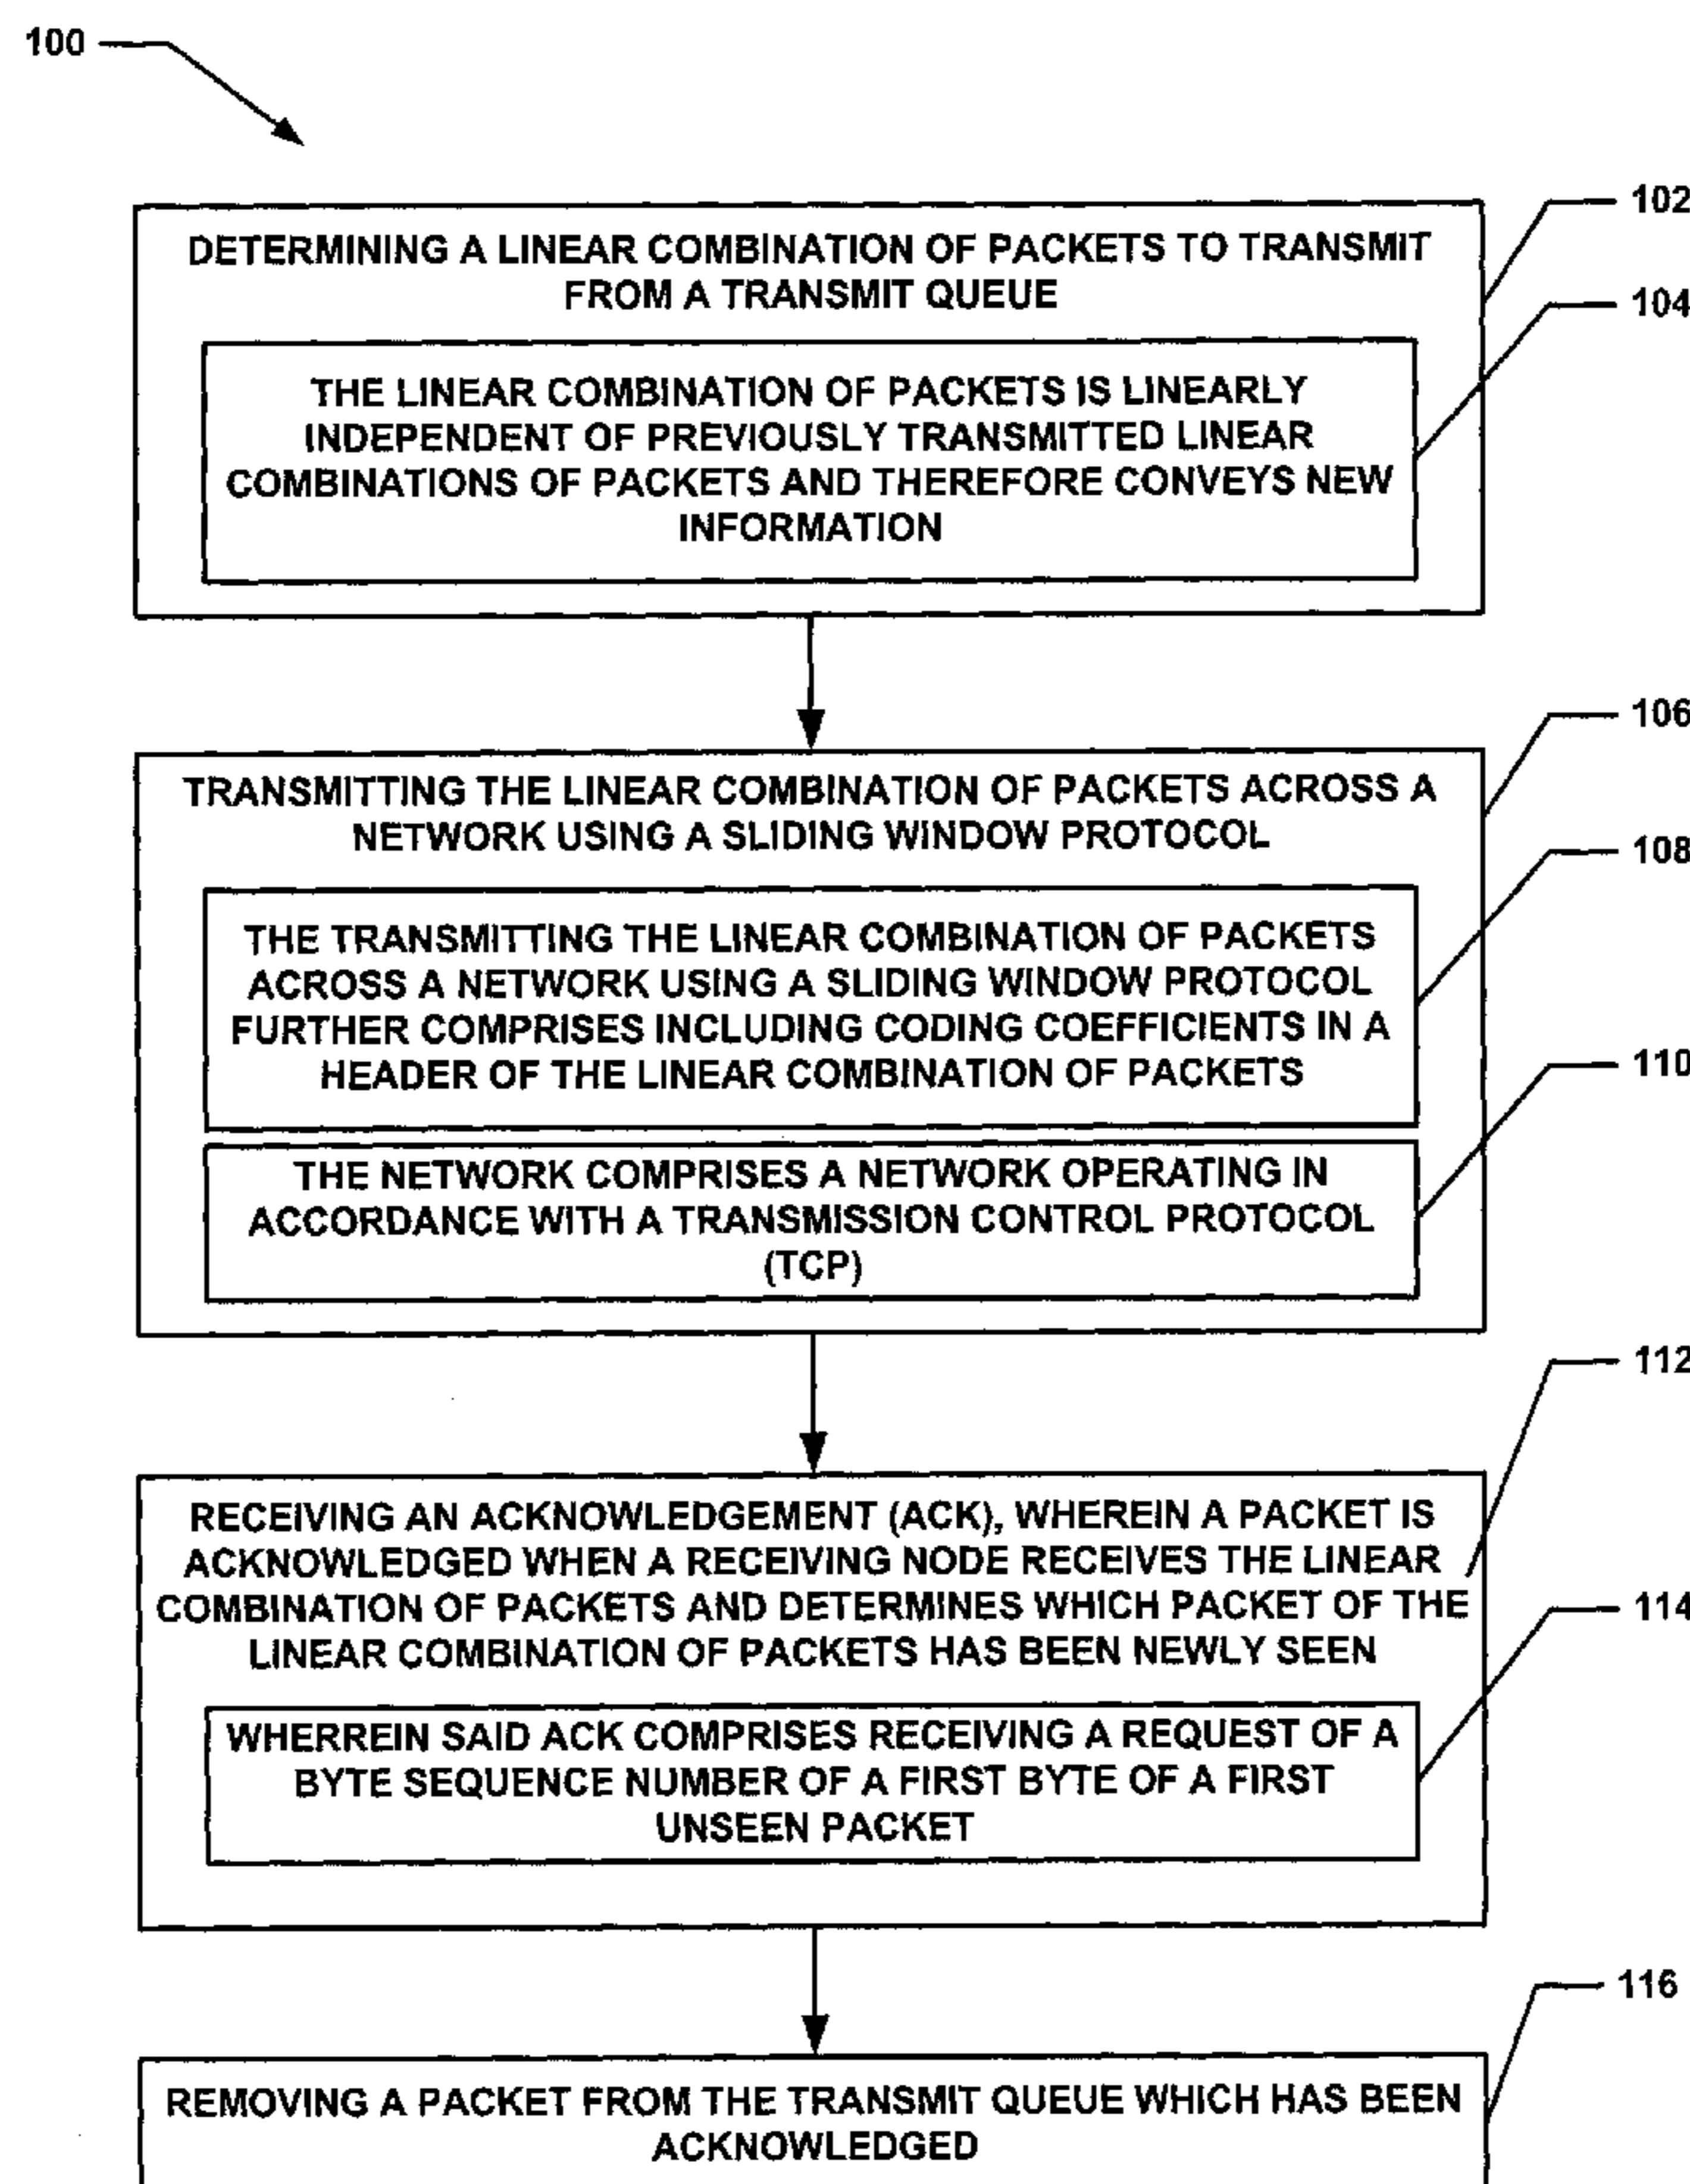 100
102
DETERMINING A LINEAR COMBINATION OF PACKETS TO TRANSMIT
FROM A TRANSMIT QUEUE
104
THE LINEAR COMBINATION OF PACKETS IS LINEARLY
INDEPENDENT OF PREVIOUSLY TRANSMITTED LINEAR
COMBINATIONS OF PACKETS AND THEREFORE CONVEYS NEW
INFORMATION
106
TRANSMITTING THE LINEAR COMBINATION OF PACKETS ACROSS A
NETWORK USING A SLIDING WINDOW PROTOCOL
108
THE TRANSMITTING THE LINEAR COMBINATION OF PACKETS
ACROSS A NETWORK USING A SLIDING WINDOW PROTOCOL
FURTHER COMPRISES INCLUDING CODING COEFFICIENTS IN A
HEADER OF THE LINEAR COMBINATION OF PACKETS
110
THE NETWORK COMPRISES A NETWORK OPERATING IN
ACCORDANCE WITH A TRANSMISSION CONTROL PROTOCOL
(TCP)
112
RECEIVING AN ACKNOWLEDGEMENT (ACK), WHEREIN A PACKET IS
ACKNOWLEDGED WHEN A RECEIVING NODE RECEIVES THE LINEAR
COMBINATION OF PACKETS AND DETERMINES WHICH PACKET OF THE
LINEAR COMBINATION OF PACKETS HAS BEEN NEWLY SEEN
114
WHERREIN SAID ACK COMPRISES RECEIVING A REQUEST OF A
BYTE SEQUENCE NUMBER OF A FIRST BYTE OF A FIRST
UNSEEN PACKET
116
REMOVING A PACKET FROM THE TRANSMIT QUEUE WHICH HAS BEEN
ACKNOWLEDGED